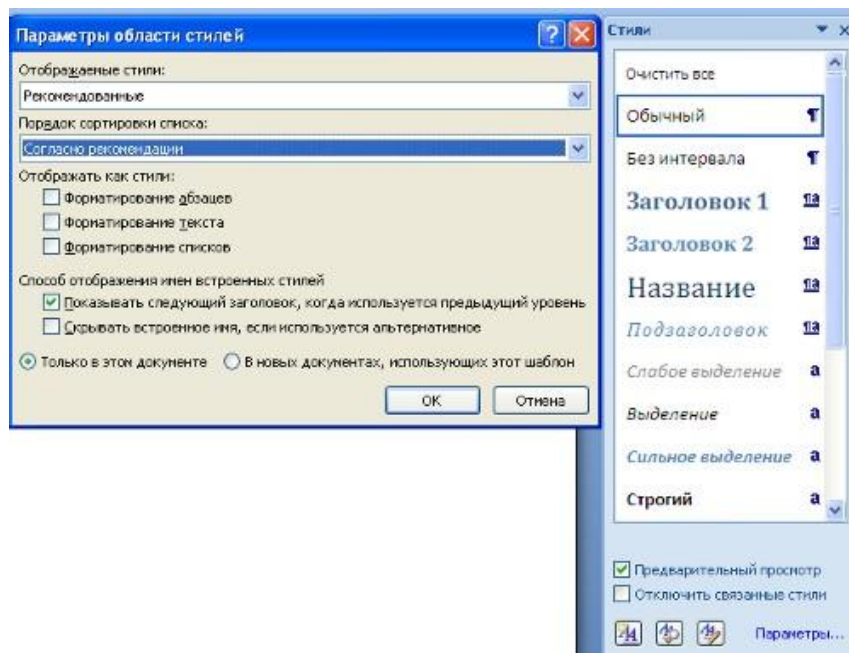 Параметры области стилей
Отображаемые стили:
Рекомендованные
Порядок сортировки списка:
Согласно рекомендации
Отображать как стили:
Форматирование абзацев
Форматирование текста
Форматирование списков
Способ отображения имен встроенных стилей
Показывать следующий заголовок, когда используется предыдущий уровень
Скрывать встроенное имя, если используется альтернативное
Только в этом документе В новых документах, использующих этот шаблон
ОК Отмена
Стили
Очистить все
Обычный ¶
Без интервала ¶
Заголовок 1 ¶a
Заголовок 2 ¶a
Название ¶a
Подзаголовок ¶a
Слабое выделение a
Выделение a
Сильное выделение a
Строгий a
Предварительный просмотр
Отключить связанные стили
Параметры...